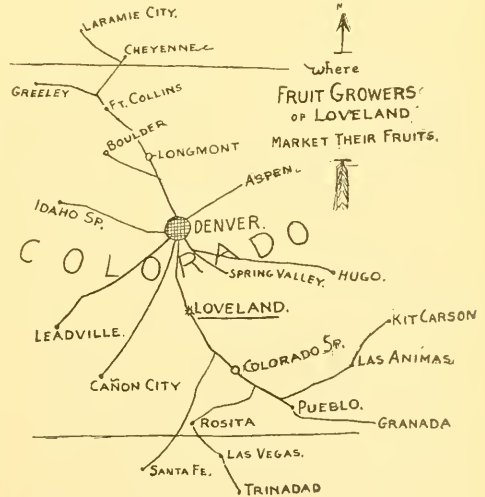 LARAMIE CITY.
CHEYENNE
N
where
FRUIT GROWERS
OF LOVELAND
MARKET THEIR FRUITS.
GREELEY
FT. COLLINS
BOULDER
LONGMONT
ASPEN.
IDAHO SP.
DENVER.
COLORADO
SPRING VALLEY.
HUGO.
LOVELAND.
LEADVILLE.
KIT CARSON
COLORADO SP.
LAS ANIMAS.
CAÑON CITY
PUEBLO.
ROSITA
GRANADA
LAS VEGAS.
SANTA FE.
TRINADAD